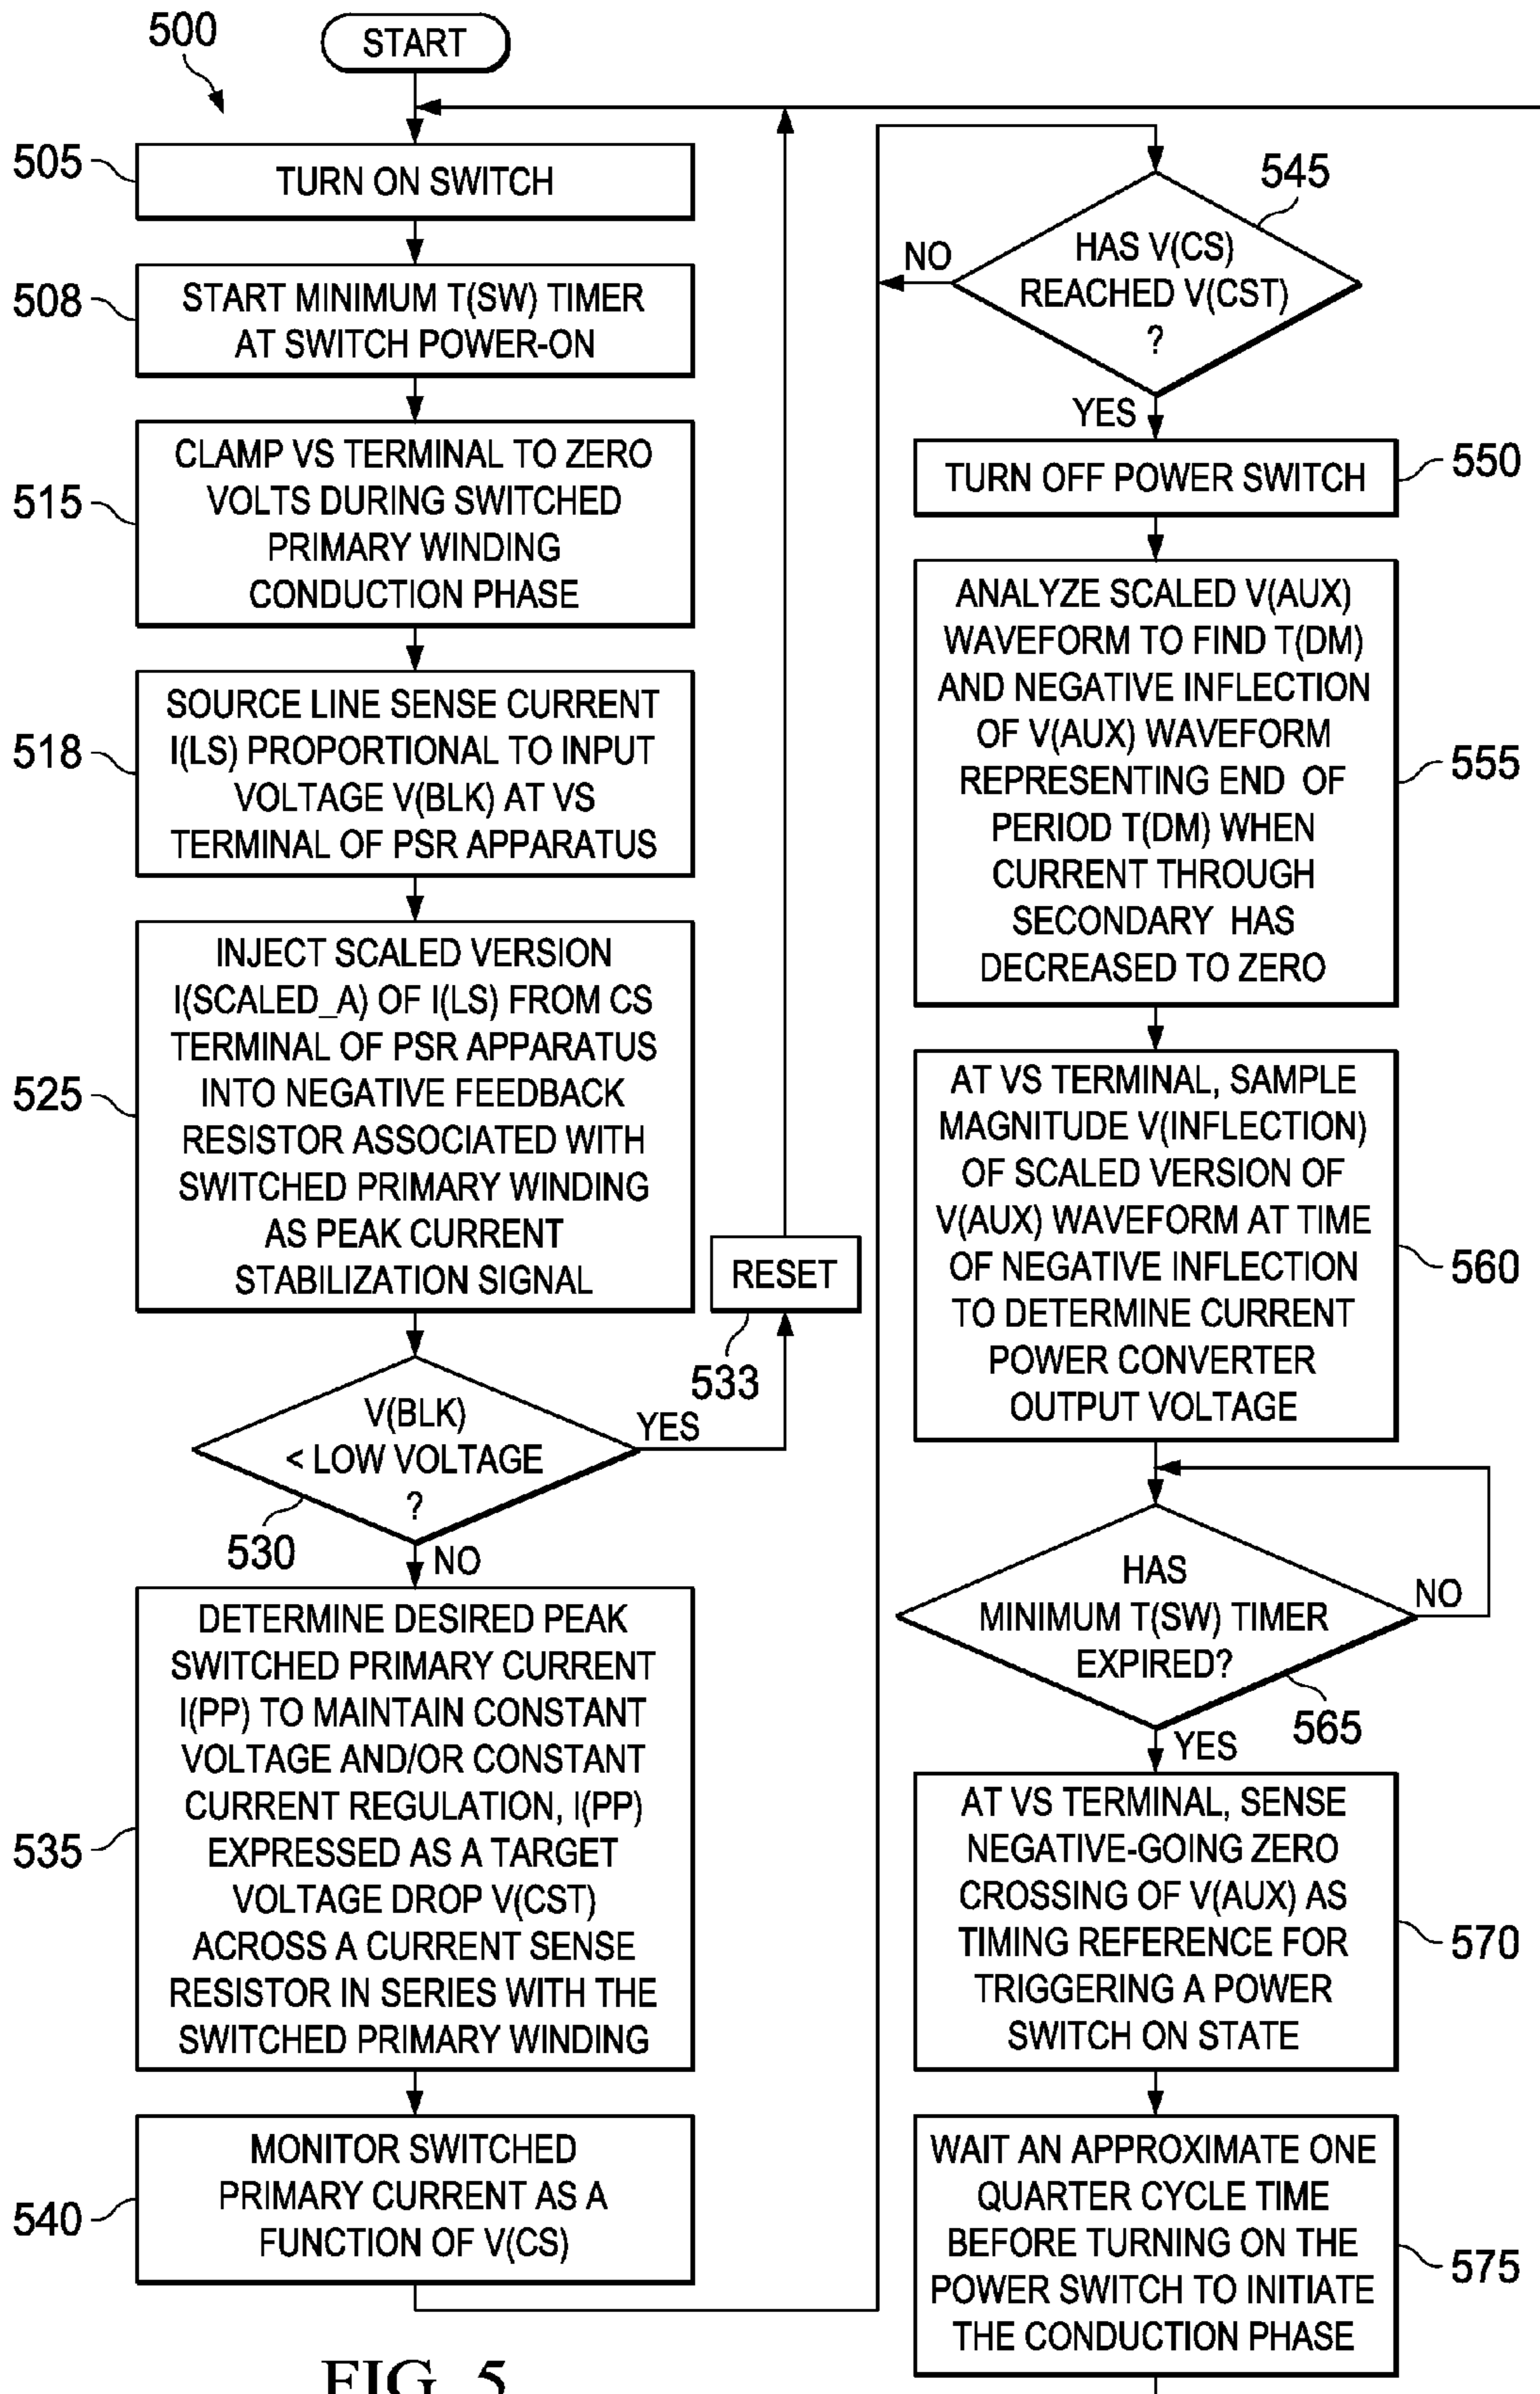 500
START
505
TURN ON SWITCH
508
START MINIMUM T(SW) TIMER
AT SWITCH POWER-ON
515
CLAMP VS TERMINAL TO ZERO
VOLTS DURING SWITCHED
PRIMARY WINDING
CONDUCTION PHASE
518
SOURCE LINE SENSE CURRENT
I(LS) PROPORTIONAL TO INPUT
VOLTAGE V(BLK) AT VS
TERMINAL OF PSR APPARATUS
525
INJECT SCALED VERSION
I(SCALED_A) OF I(LS) FROM CS
TERMINAL OF PSR APPARATUS
INTO NEGATIVE FEEDBACK
RESISTOR ASSOCIATED WITH
SWITCHED PRIMARY WINDING
AS PEAK CURRENT
STABILIZATION SIGNAL
V(BLK)
< LOW VOLTAGE
?
530
YES
RESET
533
NO
535
DETERMINE DESIRED PEAK
SWITCHED PRIMARY CURRENT
I(PP) TO MAINTAIN CONSTANT
VOLTAGE AND/OR CONSTANT
CURRENT REGULATION, I(PP)
EXPRESSED AS A TARGET
VOLTAGE DROP V(CST)
ACROSS A CURRENT SENSE
RESISTOR IN SERIES WITH THE
SWITCHED PRIMARY WINDING
540
MONITOR SWITCHED
PRIMARY CURRENT AS A
FUNCTION OF V(CS)
545
HAS V(CS)
REACHED V(CST)
?
NO
YES
TURN OFF POWER SWITCH
550
ANALYZE SCALED V(AUX)
WAVEFORM TO FIND T(DM)
AND NEGATIVE INFLECTION
OF V(AUX) WAVEFORM
REPRESENTING END OF
PERIOD T(DM) WHEN
CURRENT THROUGH
SECONDARY HAS
DECREASED TO ZERO
555
AT VS TERMINAL, SAMPLE
MAGNITUDE V(INFLECTION)
OF SCALED VERSION OF
V(AUX) WAVEFORM AT TIME
OF NEGATIVE INFLECTION
TO DETERMINE CURRENT
POWER CONVERTER
OUTPUT VOLTAGE
560
HAS
MINIMUM T(SW) TIMER
EXPIRED?
NO
565
YES
AT VS TERMINAL, SENSE
NEGATIVE-GOING ZERO
CROSSING OF V(AUX) AS
TIMING REFERENCE FOR
TRIGGERING A POWER
SWITCH ON STATE
570
WAIT AN APPROXIMATE ONE
QUARTER CYCLE TIME
BEFORE TURNING ON THE
POWER SWITCH TO INITIATE
THE CONDUCTION PHASE
575
FIG. 5